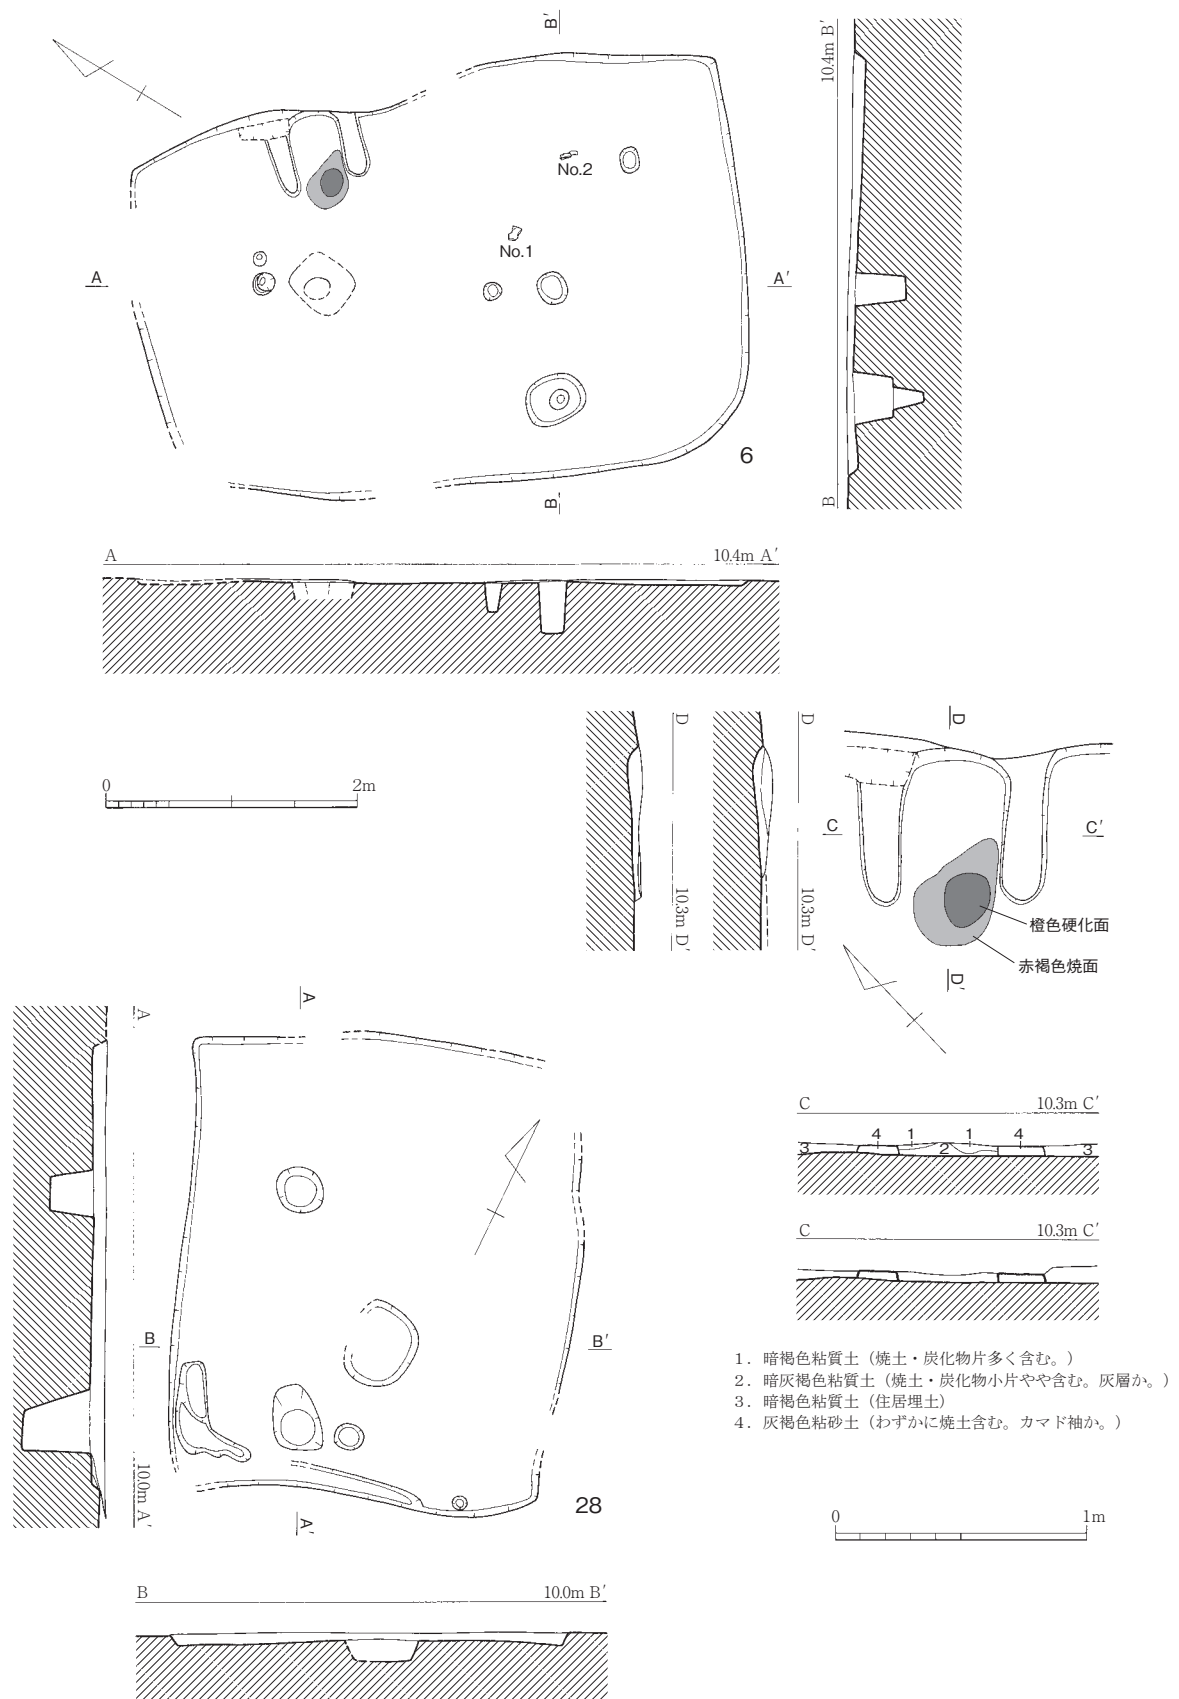 B′
10.4m B′
No.2
No.1
A
A′
6
B
B
A
10.4m A′
0
2m
D
10.3m D′
D
10.3m D′
D
C
C′
橙色硬化面
赤褐色焼面
D′
A
A
10.0m A′
B
B′
28
A′
C
10.3m C′
3
4
1
2
1
4
3
C
10.3m C′
1．暗褐色粘質土（焼土・炭化物片多く含む。）
2．暗灰褐色粘質土（焼土・炭化物小片やや含む。灰層か。）
3．暗褐色粘質土（住居埋土）
4．灰褐色粘砂土（わずかに焼土含む。カマド袖か。）
0
1m
B
10.0m B′